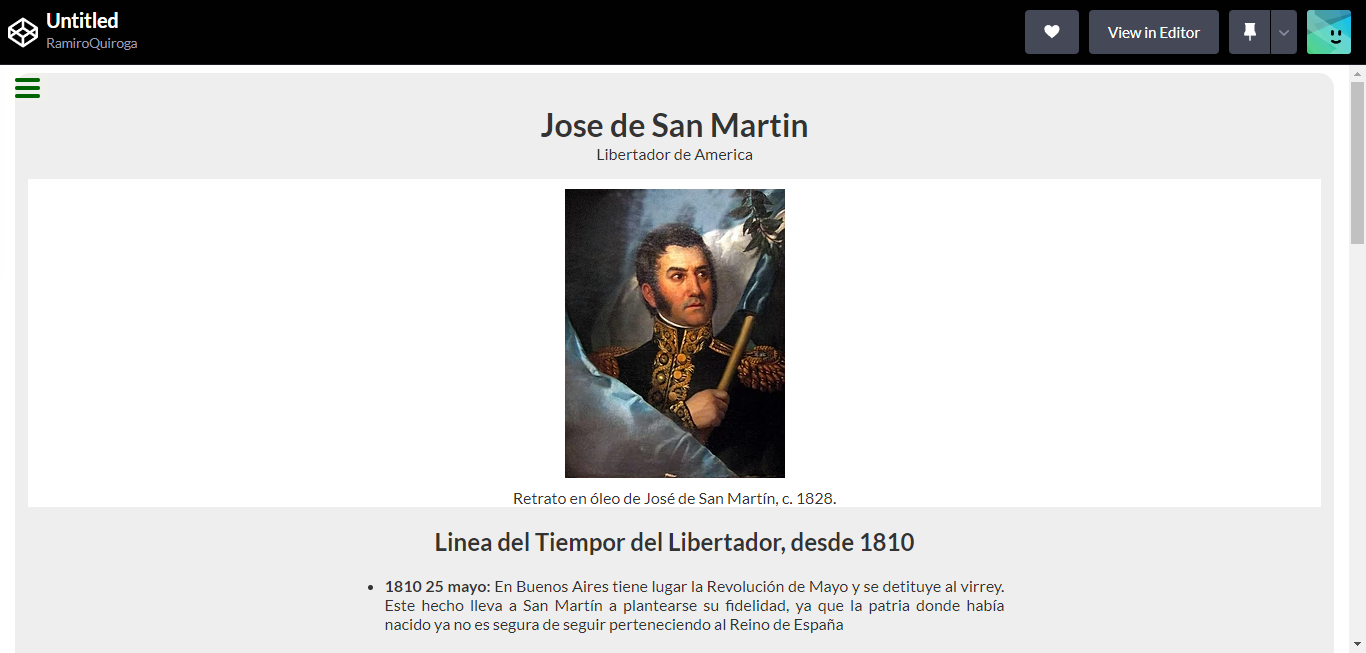 Untitled
RamiroQuiroga
View in Editor
Jose de San Martin
Libertador de America
Retrato en óleo de José de San Martín, c. 1828.
Linea del Tiempor del Libertador, desde 1810
1810 25 mayo: En Buenos Aires tiene lugar la Revolución de Mayo y se detituye al virrey.
Este hecho lleva a San Martín a plantearse su fidelidad, ya que la patria donde había
nacido ya no es segura de seguir perteneciendo al Reino de España